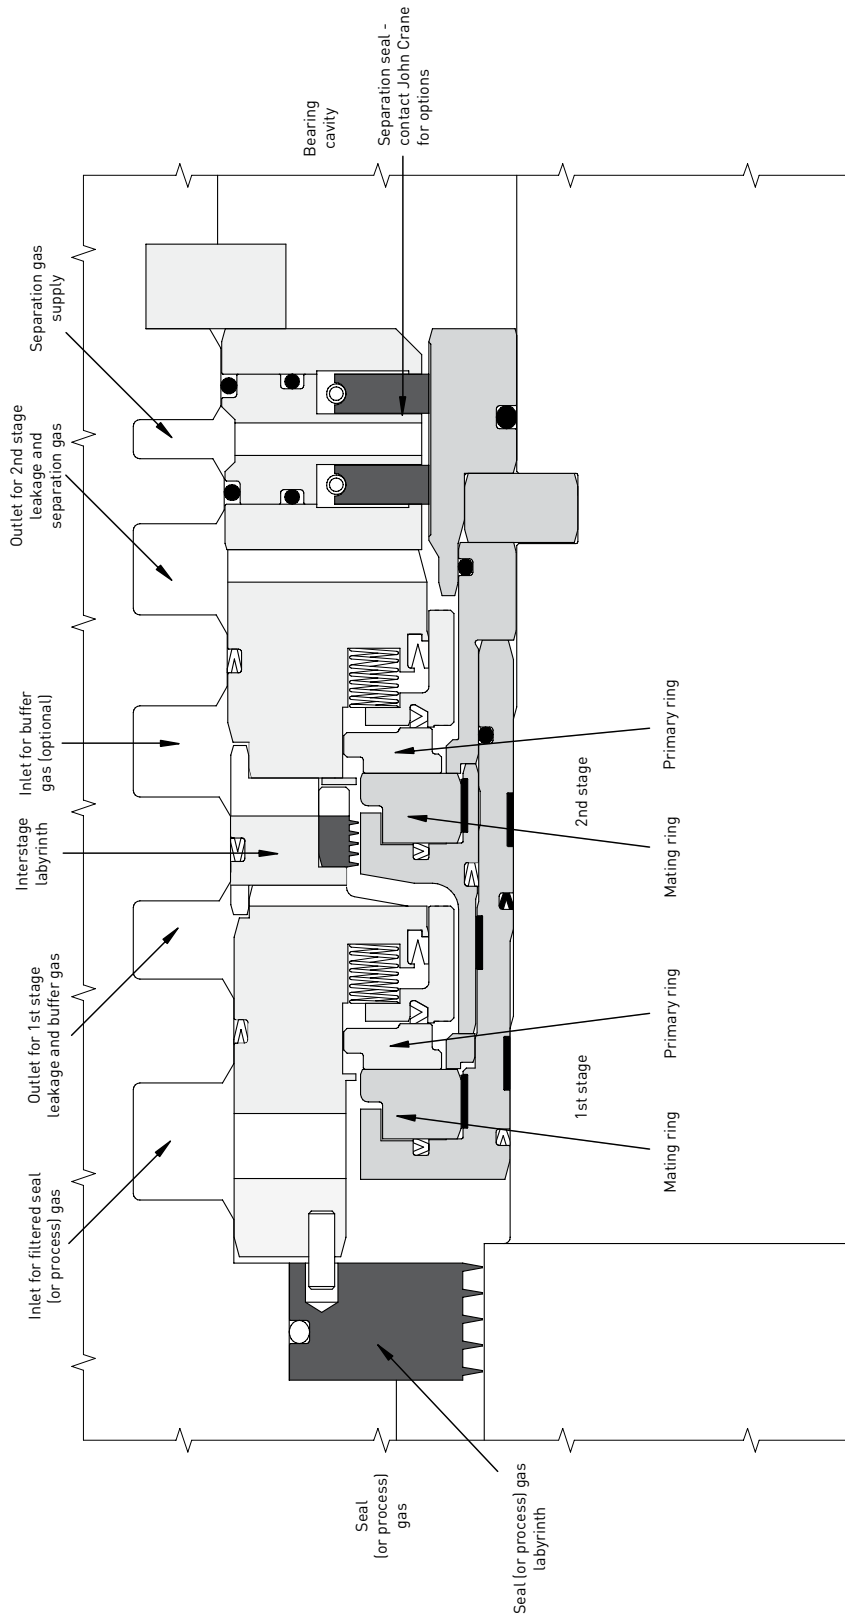 Inlet for filtered seal
(or process) gas
Outlet for 1st stage
leakage and buffer gas
Interstage
labyrinth
Inlet for buffer
gas (optional)
Outlet for 2nd stage
leakage and
separation gas
Separation gas
supply
Bearing
cavity
Separation seal -
contact John Crane
for options
Seal
(or process)
gas
Seal (or process) gas
labyrinth
1st stage
2nd stage
Mating ring
Primary ring
Mating ring
Primary ring